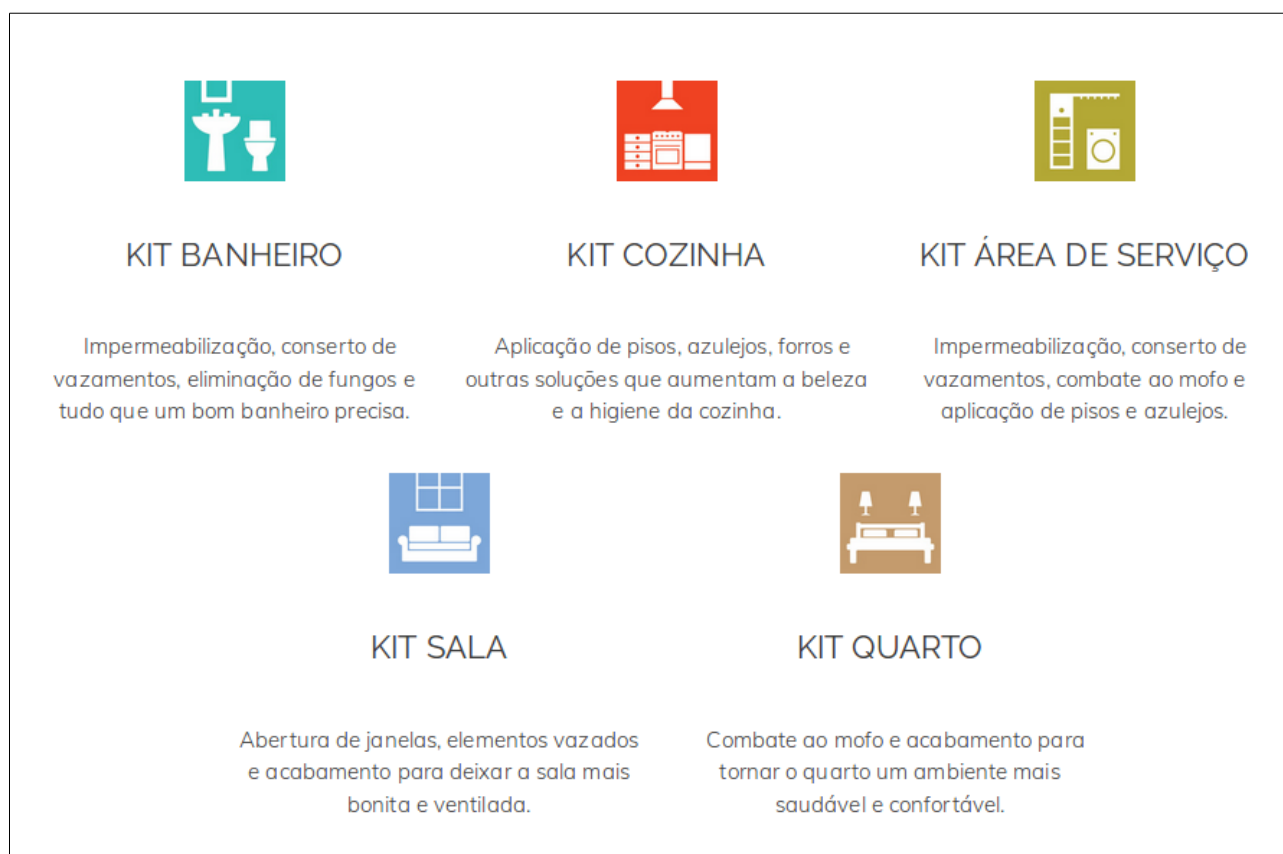 KIT BANHEIRO
Impermeabilização, conserto de
vazamentos, eliminação de fungos e
tudo que um bom banheiro precisa.
KIT COZINHA
Aplicação de pisos, azulejos, forros e
outras soluções que aumentam a beleza
e a higiene da cozinha.
KIT ÁREA DE SERVIÇO
Impermeabilização, conserto de
vazamentos, combate ao mofo e
aplicação de pisos e azulejos.
KIT SALA
Abertura de janelas, elementos vazados
e acabamento para deixar a sala mais
bonita e ventilada.
KIT QUARTO
Combate ao mofo e acabamento para
tornar o quarto um ambiente mais
saudável e confortável.